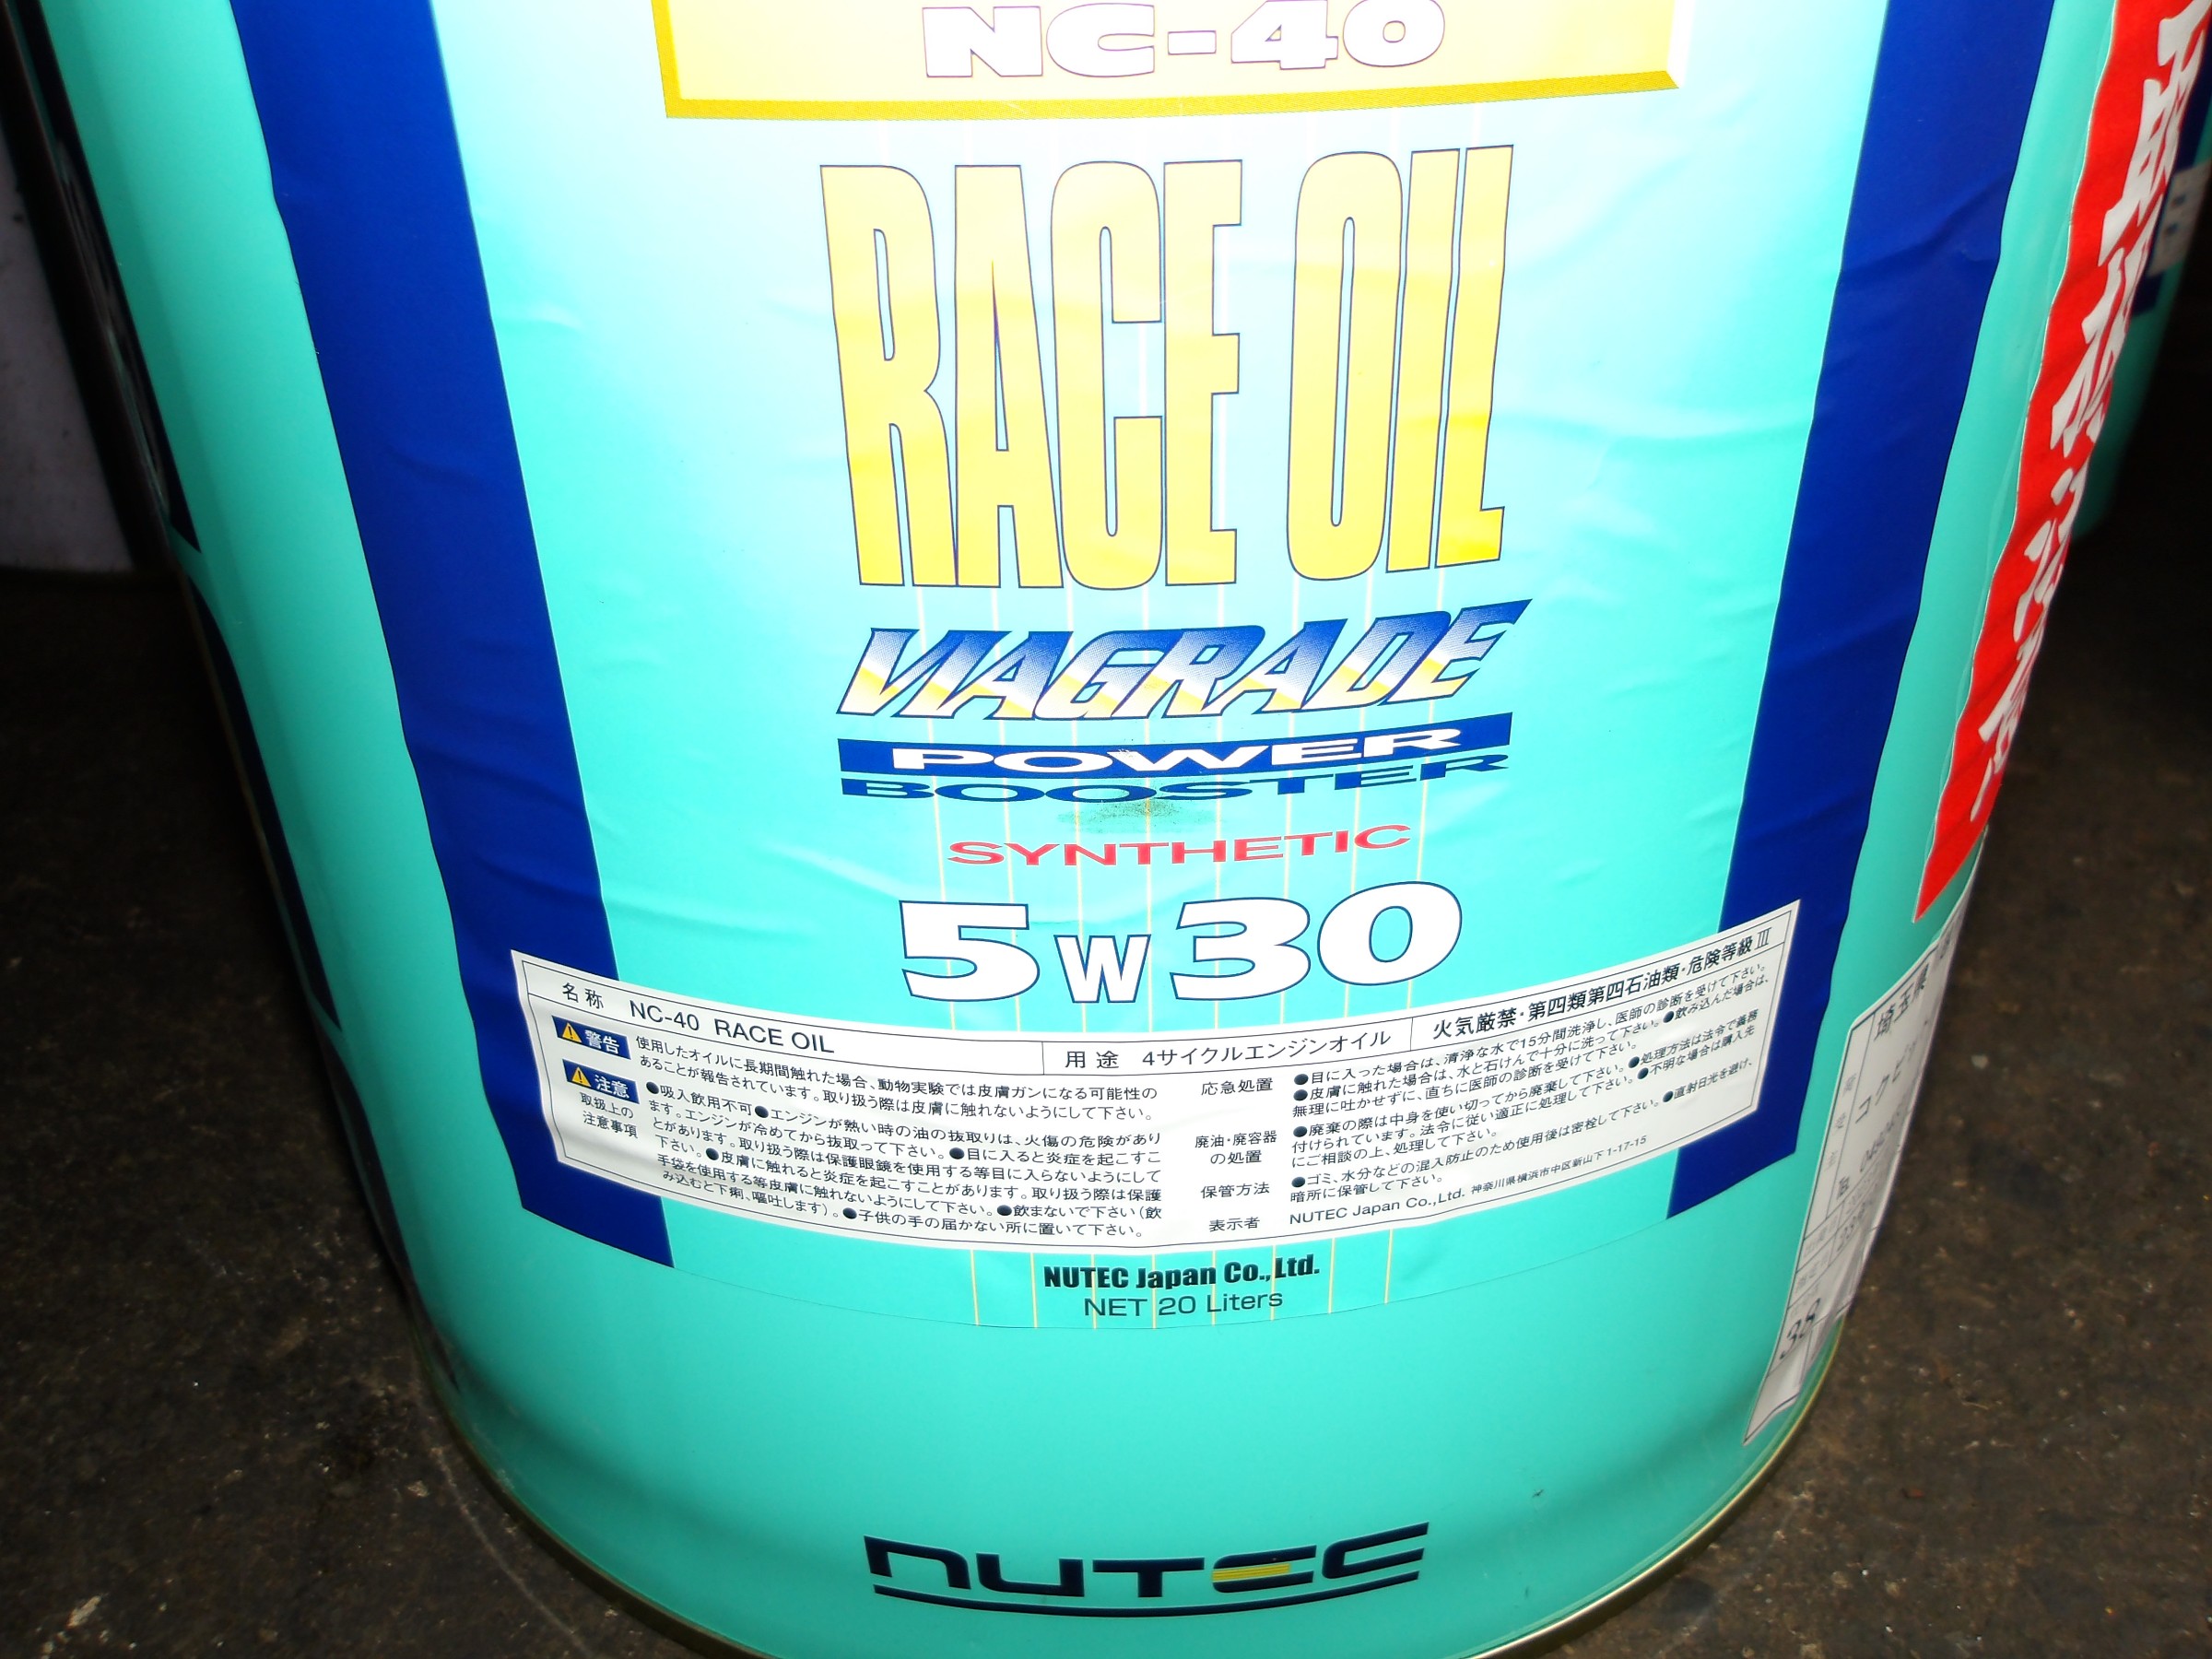 NC-40
RACE OIL
VIAGRADE
POWER
BOOSTER
SYNTHETIC
5W30
名称 NC-40 RACE OIL
用途 4サイクルエンジンオイル
火気厳禁・第四類第四石油類・危険等級Ⅲ
警告
使用したオイルに長期間触れた場合、動物実験では皮膚ガンになる可能性の
あることが報告されています。取り扱う際は皮膚に触れないようにして下さい。
注意
取扱上の
注意事項
●吸入飲用不可●エンジンが熱い時の油の抜取りは、火傷の危険があり
ます。エンジンが冷めてから抜取って下さい。●目に入ると炎症を起こすこ
とがあります。取り扱う際は保護眼鏡を使用する等目に入らないようにして
下さい。●皮膚に触れると炎症を起こすことがあります。取り扱う際は保護
手袋を使用する等皮膚に触れないようにして下さい。●飲まないで下さい(飲
み込むと下痢、嘔吐します)。●子供の手の届かない所に置いて下さい。
応急処置
●目に入った場合は、清浄な水で15分間洗浄し、医師の診断を受けて下さい。
●皮膚に触れた場合は、水と石けんで十分に洗って下さい。●飲み込んだ場合は、
無理に吐かせずに、直ちに医師の診断を受けて下さい。
廃油・廃容器
の処置
●廃棄の際は中身を使い切ってから廃棄して下さい。●処理方法は法令で義務
付けられています。法令に従い適正に処理して下さい。●不明な場合は購入先
にご相談の上、処理して下さい。
保管方法
●ゴミ、水分などの混入防止のため使用後は密栓して下さい。●直射日光を避け、
暗所に保管して下さい。
表示者
NUTEC Japan Co.,Ltd. 神奈川県横浜市中区新山下 1-17-15
NUTEC Japan Co.,Ltd.
NET 20 Liters
NUTEC
埼玉県